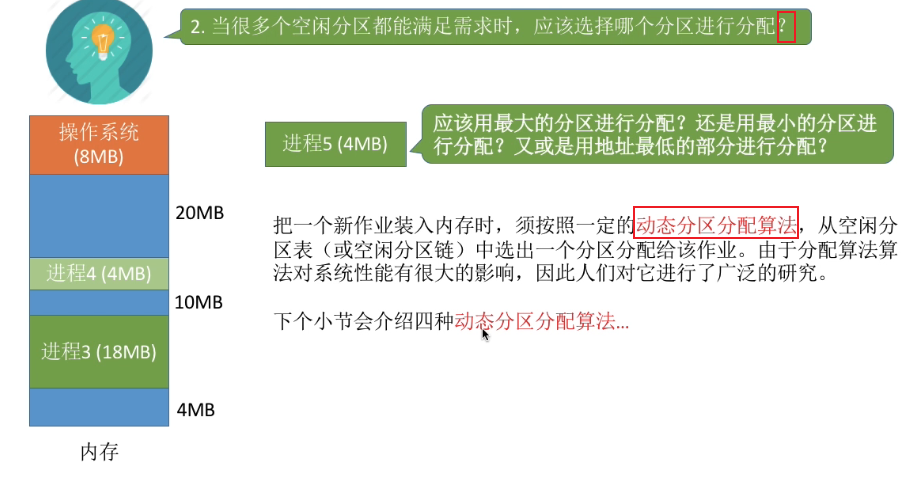 2. 当很多个空闲分区都能满足需求时，应该选择哪个分区进行分配？
操作系统
(8MB)
20MB
进程4 (4MB)
10MB
进程3 (18MB)
4MB
内存
进程5 (4MB)
应该用最大的分区进行分配？还是用最小的分区进
行分配？又或是用地址最低的部分进行分配？
把一个新作业装入内存时，须按照一定的动态分区分配算法，从空闲分
区表（或空闲分区链）中选出一个分区分配给该作业。由于分配算法算
法对系统性能有很大的影响，因此人们对它进行了广泛的研究。
下个小节会介绍四种动态分区分配算法...